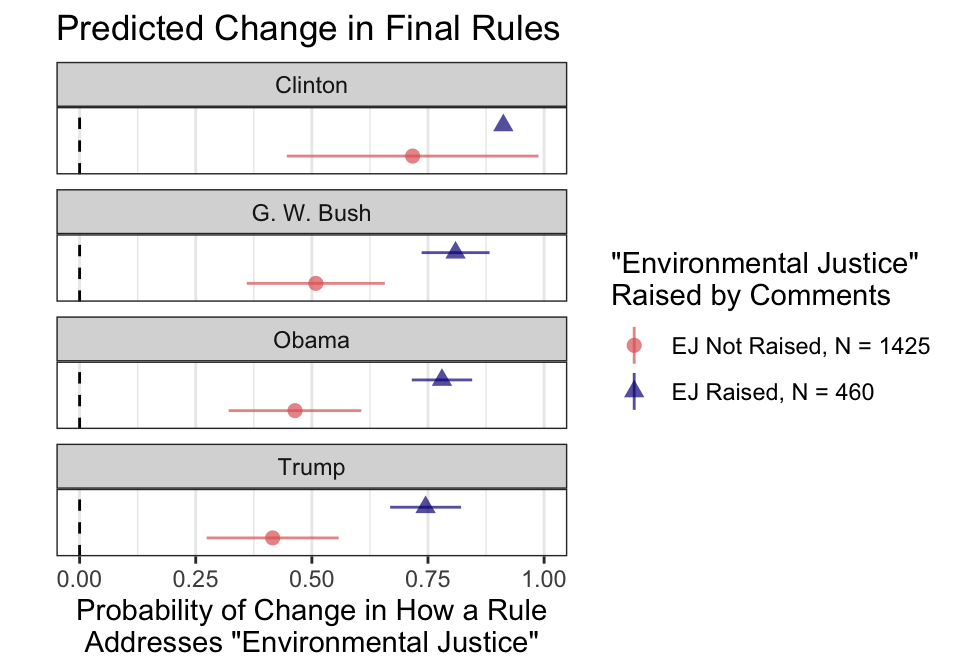 Predicted Change in Final Rules
Clinton
G. W. Bush
Obama
Trump
0.00 0.25 0.50 0.75 1.00
Probability of Change in How a Rule
Addresses "Environmental Justice"
"Environmental Justice"
Raised by Comments
EJ Not Raised, N = 1425
EJ Raised, N = 460